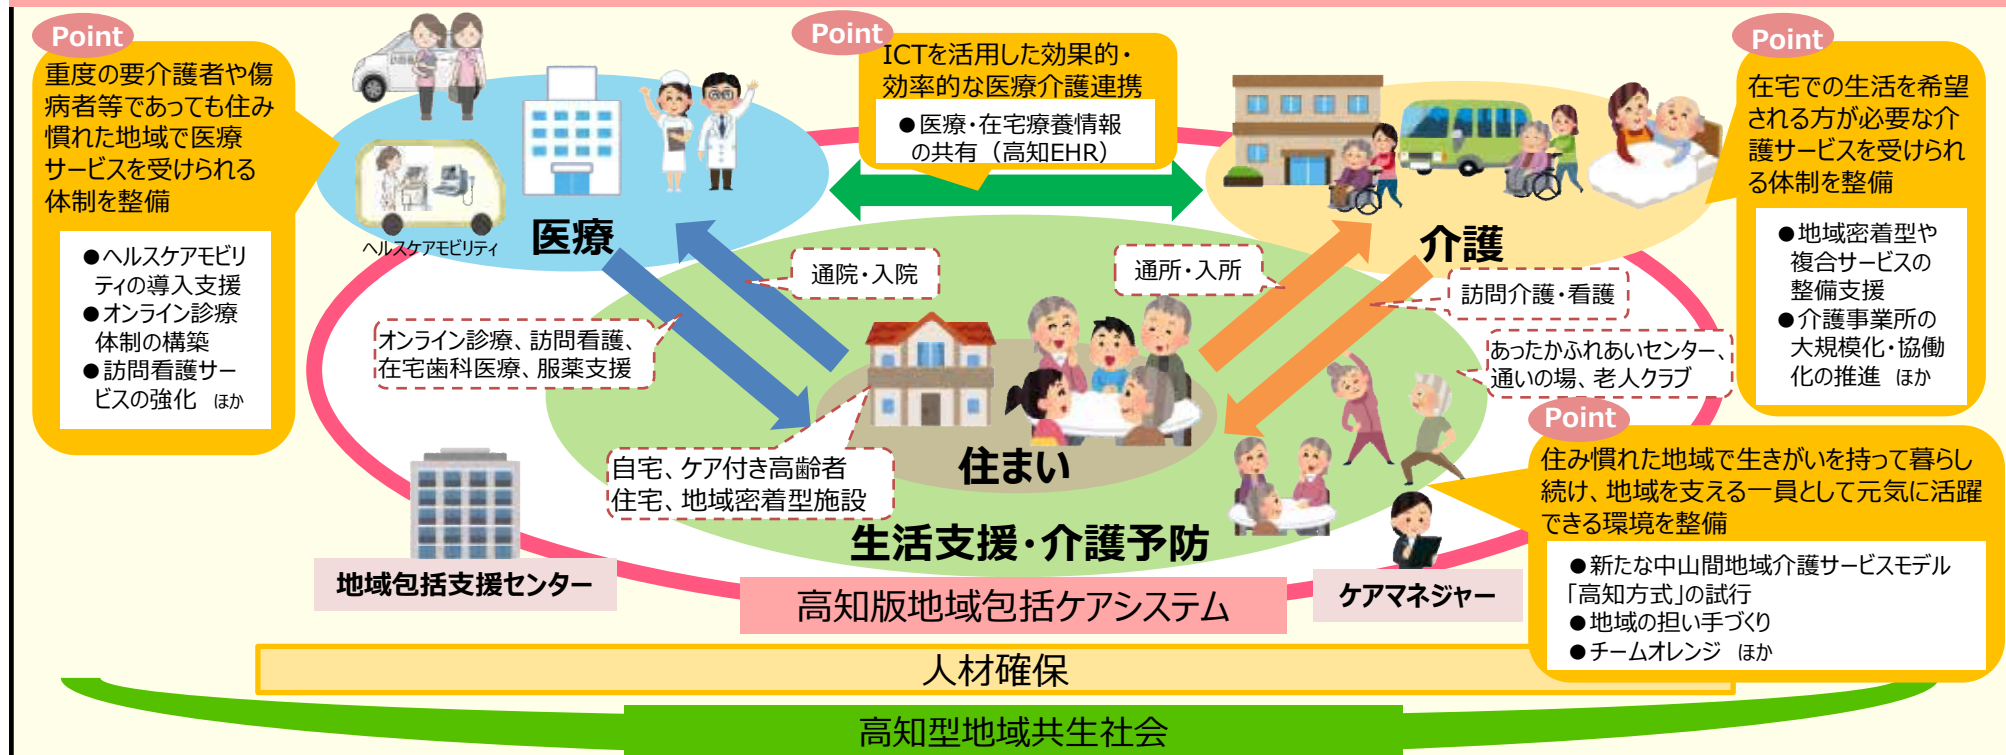 Point
重度の要介護者や傷
病者等であっても住み
慣れた地域で医療
サービスを受けられる
体制を整備
●ヘルスケアモビリ
ティの導入支援
●オンライン診療
体制の構築
●訪問看護サー
ビスの強化 ほか
Point
ICTを活用した効果的・
効率的な医療介護連携
●医療・在宅療養情報
の共有（高知EHR）
Point
在宅での生活を希望
される方が必要な介
護サービスを受けられ
る体制を整備
●地域密着型や
複合サービスの
整備支援
●介護事業所の
大規模化・協働
化の推進 ほか
ヘルスケアモビリティ
医療
介護
通院・入院
通所・入所
訪問介護・看護
オンライン診療、訪問看護、
在宅歯科医療、服薬支援
あったかふれあいセンター、
通いの場、老人クラブ
自宅、ケア付き高齢者
住宅、地域密着型施設
住まい
生活支援・介護予防
Point
住み慣れた地域で生きがいを持って暮らし
続け、地域を支える一員として元気に活躍
できる環境を整備
●新たな中山間地域介護サービスモデル
「高知方式」の試行
●地域の担い手づくり
●チームオレンジ ほか
地域包括支援センター
高知版地域包括ケアシステム
ケアマネジャー
人材確保
高知型地域共生社会